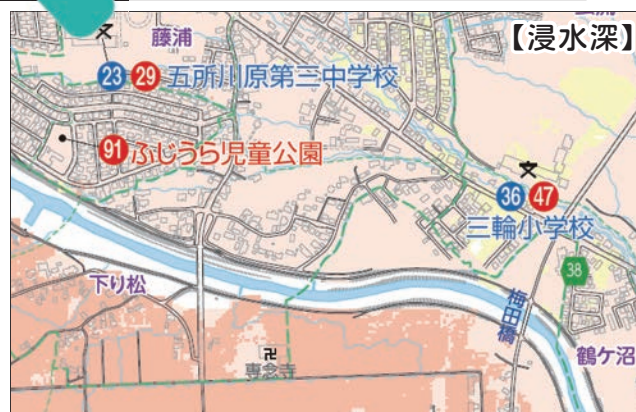 【浸水深】
藤浦
23 29 五所川原第三中学校
91 ふじうら児童公園
36 47
三輪小学校
38
下り松
梅田橋
鶴ケ沼
専念寺